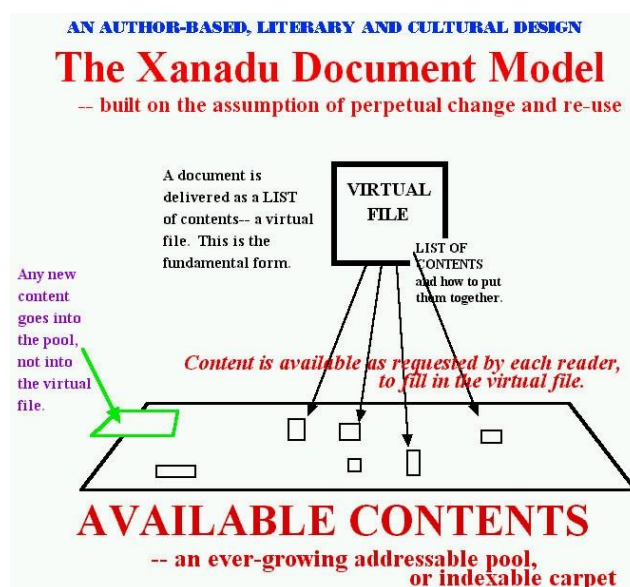 AN AUTHOR-BASED, LITERARY AND CULTURAL DESIGN
The Xanadu Document Model
-- built on the assumption of perpetual change and re-use
A document is
delivered as a LIST
of contents-- a virtual
file. This is the
fundamental form.
VIRTUAL
FILE
LIST OF
CONTENTS
and how to put
them together.
Any new
content
goes into
the pool,
not into
the virtual
file.
Content is available as requested by each reader,
to fill in the virtual file.
AVAILABLE CONTENTS
-- an ever-growing addressable pool,
or indexable carpet